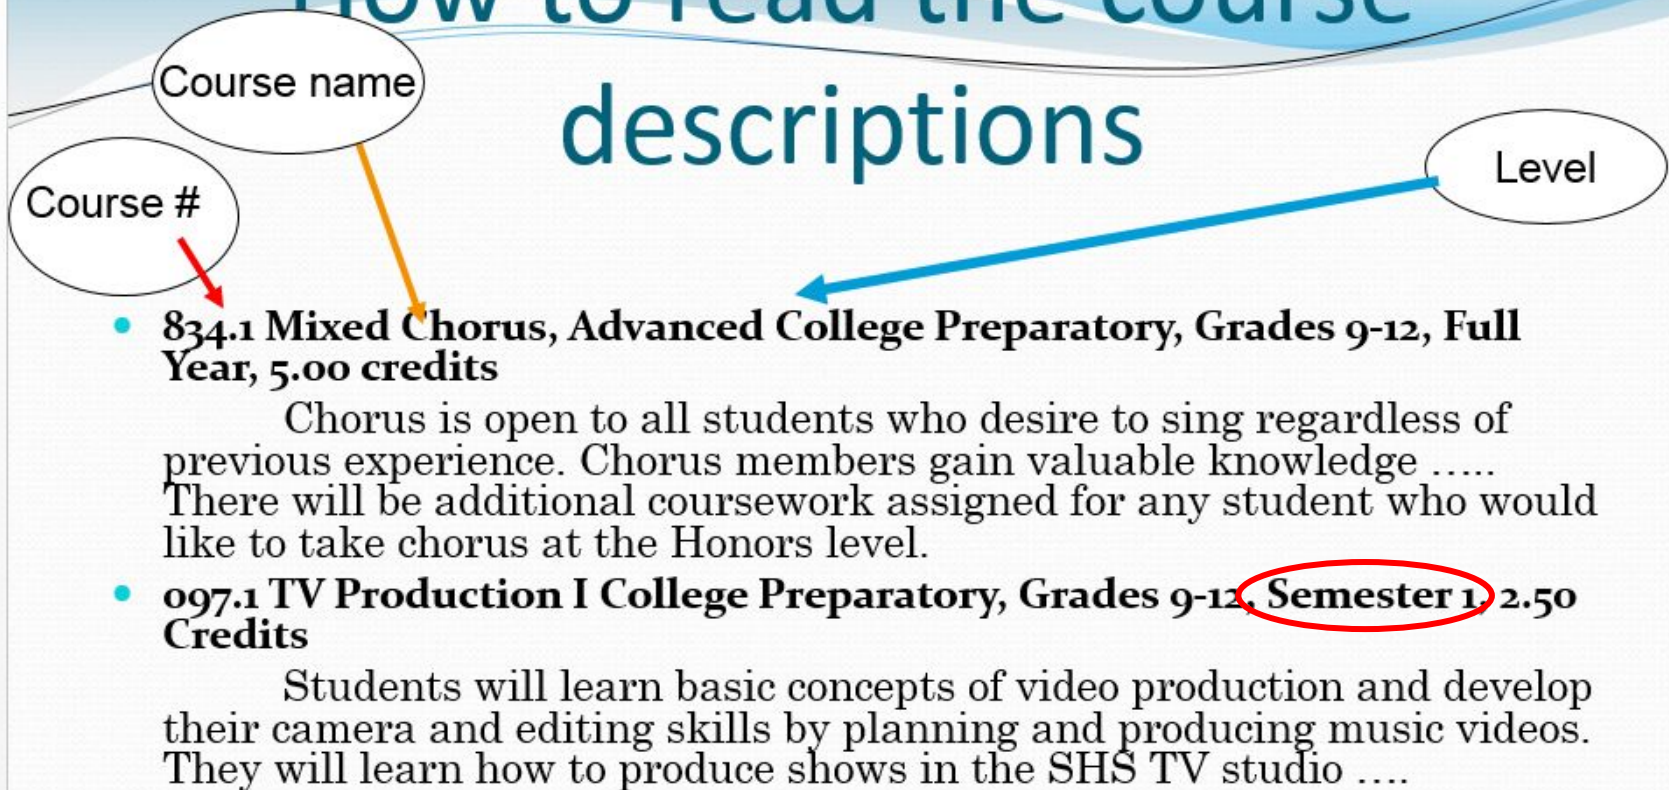 How to read the course
descriptions
Course name
Course #
Level
834.1 Mixed Chorus, Advanced College Preparatory, Grades 9-12, Full
Year, 5.00 credits
Chorus is open to all students who desire to sing regardless of
previous experience. Chorus members gain valuable knowledge …..
There will be additional coursework assigned for any student who would
like to take chorus at the Honors level.
097.1 TV Production I College Preparatory, Grades 9-12, Semester 1, 2.50
Credits
Students will learn basic concepts of video production and develop
their camera and editing skills by planning and producing music videos.
They will learn how to produce shows in the SHS TV studio ….